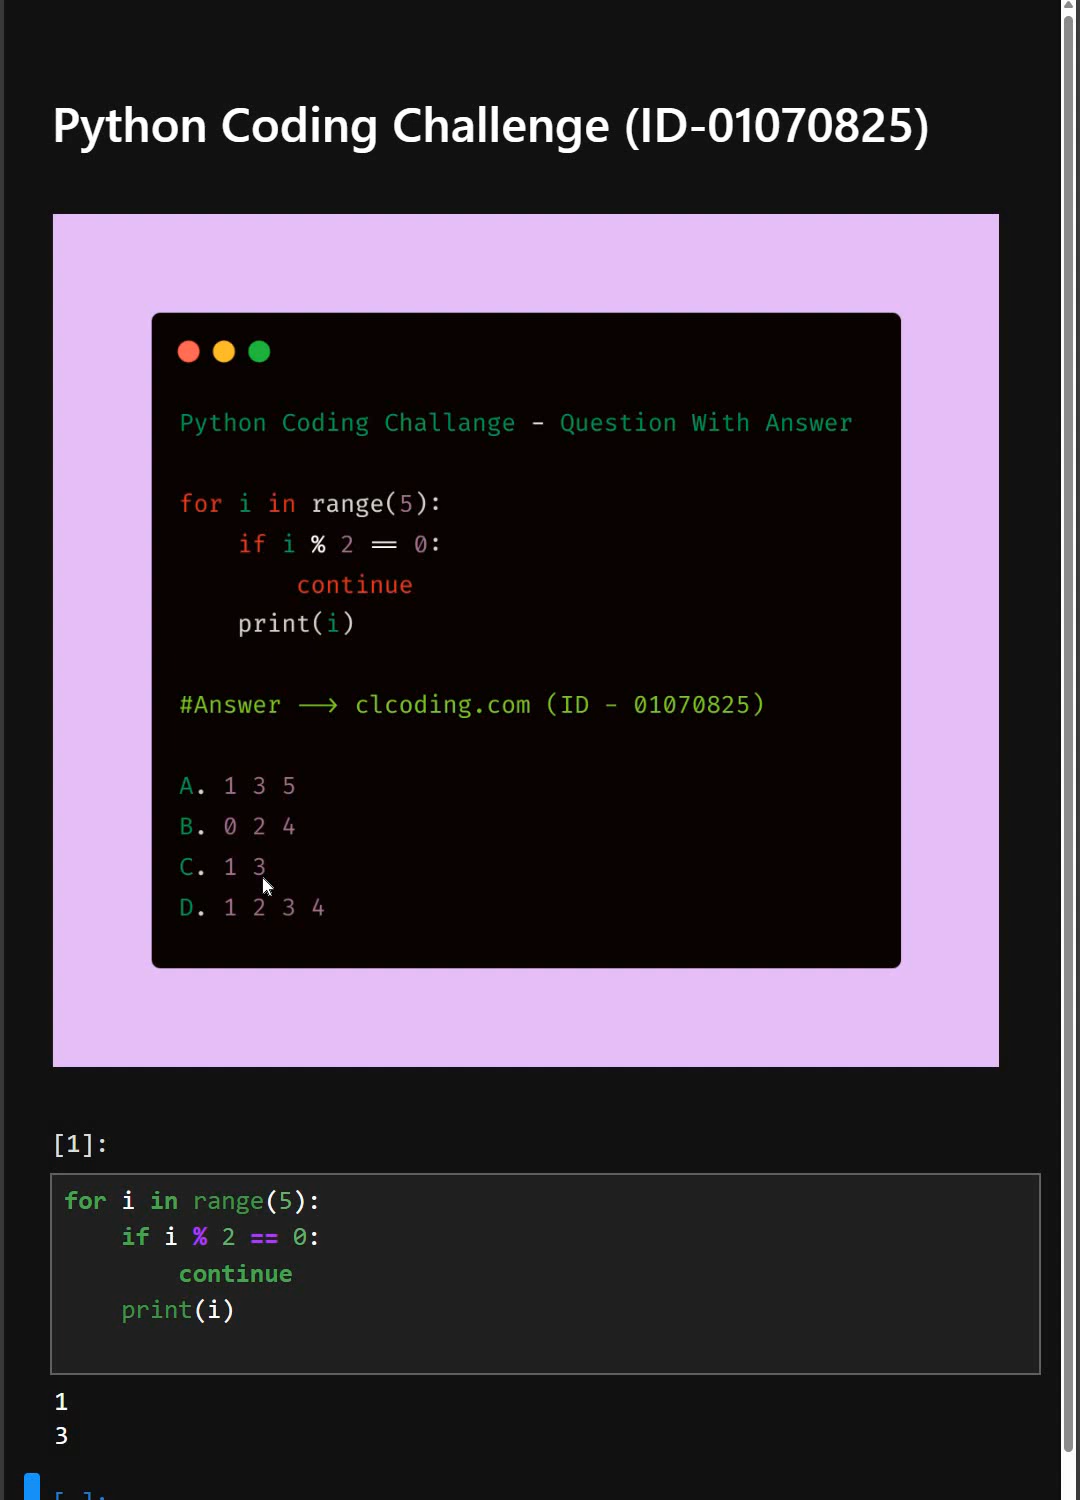 Python Coding Challenge (ID-01070825)
Python Coding Challange - Question With Answer
for i in range(5):
    if i % 2 == 0:
        continue
    print(i)
#Answer --> clcoding.com (ID - 01070825)
A. 1 3 5
B. 0 2 4
C. 1 3
D. 1 2 3 4
[1]:
for i in range(5):
    if i % 2 == 0:
        continue
    print(i)
1
3
[ ]: